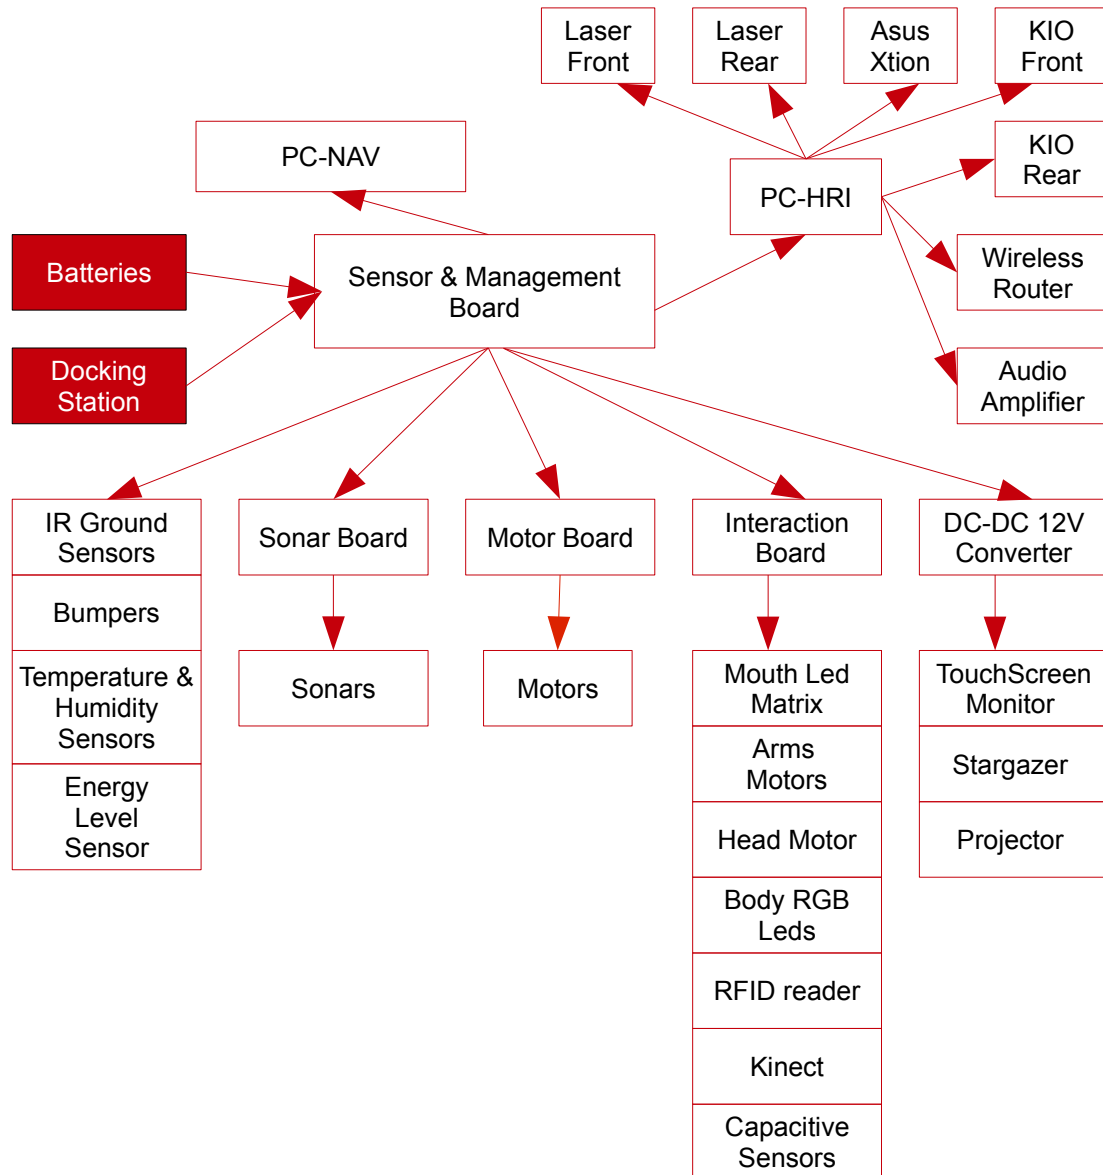 Laser
Front
Laser
Rear
Asus
Xtion
KIO
Front
PC-NAV
KIO
Rear
PC-HRI
Batteries
Sensor & Management
Board
Wireless
Router
Docking
Station
Audio
Amplifier
IR Ground
Sensors
Sonar Board
Motor Board
Interaction
Board
DC-DC 12V
Converter
Bumpers
Temperature &
Humidity
Sensors
Energy
Level
Sensor
Sonars
Motors
Mouth Led
Matrix
Arms
Motors
Head Motor
Body RGB
Leds
RFID reader
Kinect
Capacitive
Sensors
TouchScreen
Monitor
Stargazer
Projector